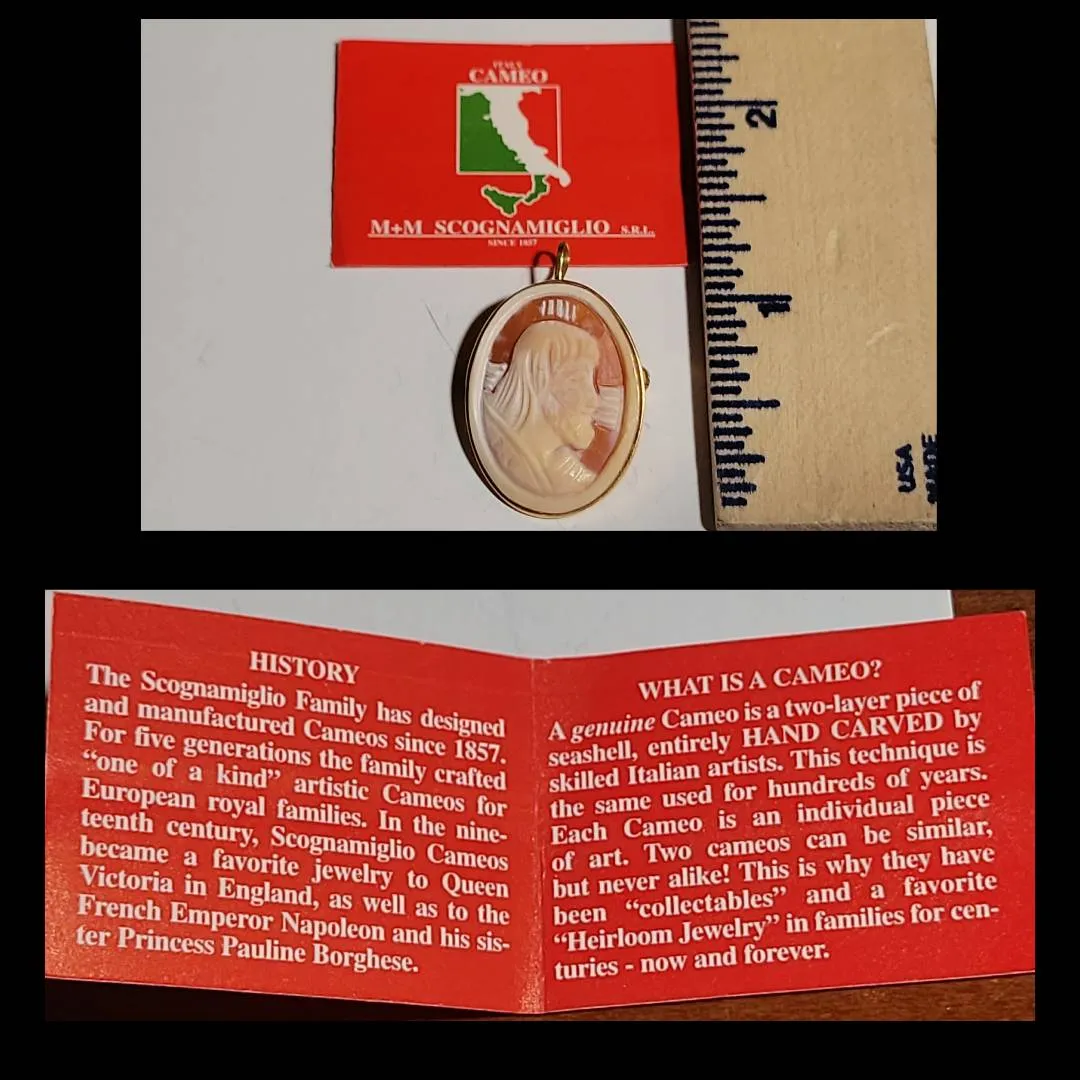 ITALY
CAMEO
M+M SCOGNAMIGLIO S.R.L.
SINCE 1857
2
1
USA
MADE
HISTORY
The Scognamiglio Family has designed
and manufactured Cameos since 1857.
For five generations the family crafted
“one of a kind” artistic Cameos for
European royal families. In the nine-
teenth century, Scognamiglio Cameos
became a favorite jewelry to Queen
Victoria in England, as well as to the
French Emperor Napoleon and his sis-
ter Princess Pauline Borghese.
WHAT IS A CAMEO?
A genuine Cameo is a two-layer piece of
seashell, entirely HAND CARVED by
skilled Italian artists. This technique is
the same used for hundreds of years.
Each Cameo is an individual piece
of art. Two cameos can be similar,
but never alike! This is why they have
been “collectables” and a favorite
“Heirloom Jewelry” in families for cen-
turies - now and forever.